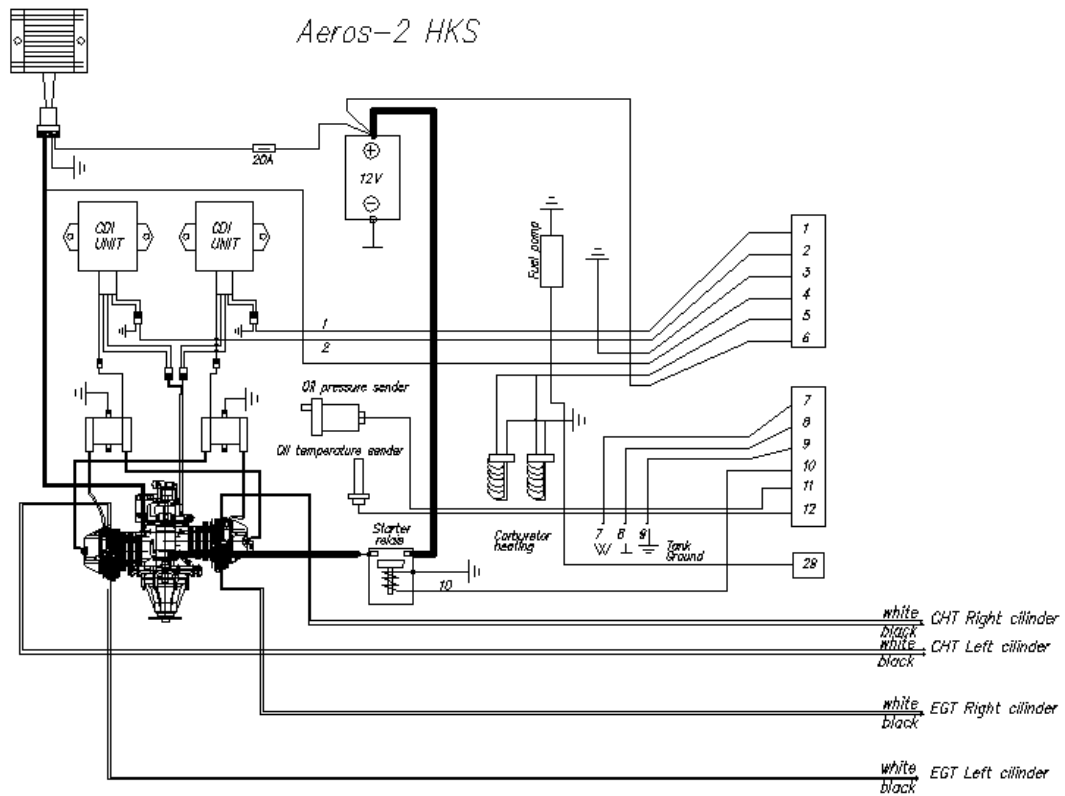 Aeros-2 HKS
20A
12V
CDI
UNIT
CDI
UNIT
Fuel pump
1
2
3
4
5
6
1
2
Oil pressure sender
Oil temperature sender
7
8
9
10
11
12
Starter
relais
Carburetor
heating
7
8
9
Tank
Ground
10
28
white
black
CHT Right cilinder
white
black
CHT Left cilinder
white
black
EGT Right cilinder
white
black
EGT Left cilinder